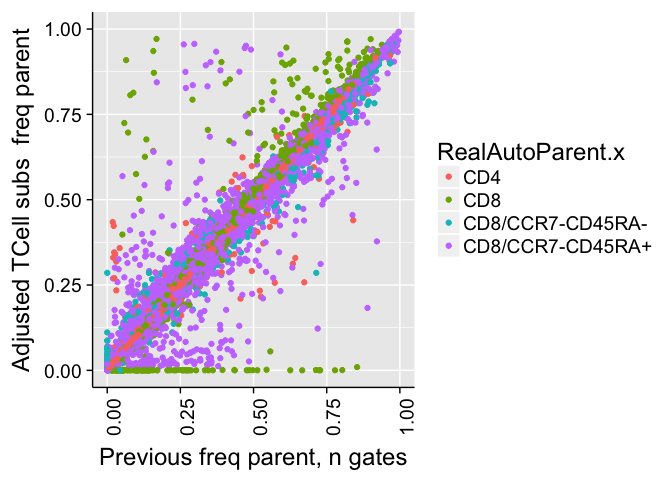 Adjusted TCell subs  freq parent
1.00
0.75
0.50
0.25
0.00
0.00
0.25
0.50
0.75
1.00
Previous freq parent, n gates
RealAutoParent.x
CD4
CD8
CD8/CCR7-CD45RA-
CD8/CCR7-CD45RA+